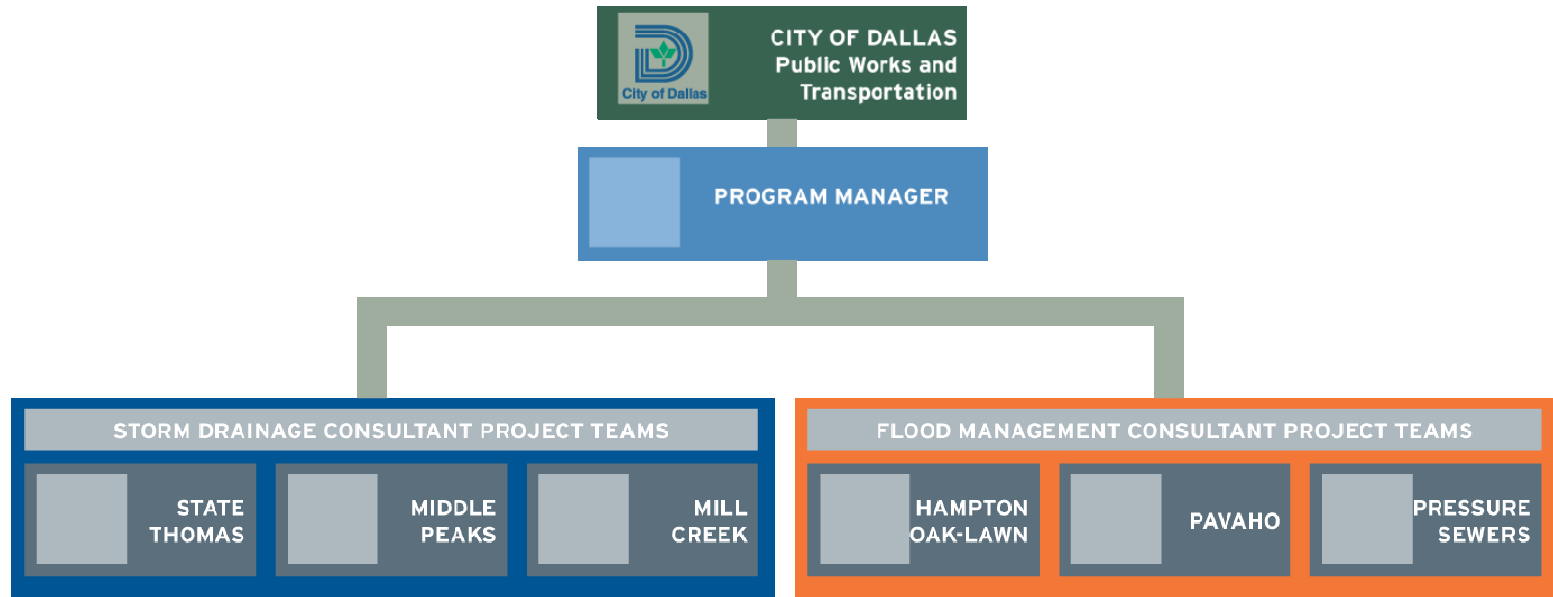 City of Dallas
CITY OF DALLAS
Public Works and
Transportation
PROGRAM MANAGER
STORM DRAINAGE CONSULTANT PROJECT TEAMS
STATE
THOMAS
MIDDLE
PEAKS
MILL
CREEK
FLOOD MANAGEMENT CONSULTANT PROJECT TEAMS
HAMPTON
OAK-LAWN
PAVAHO
PRESSURE
SEWERS